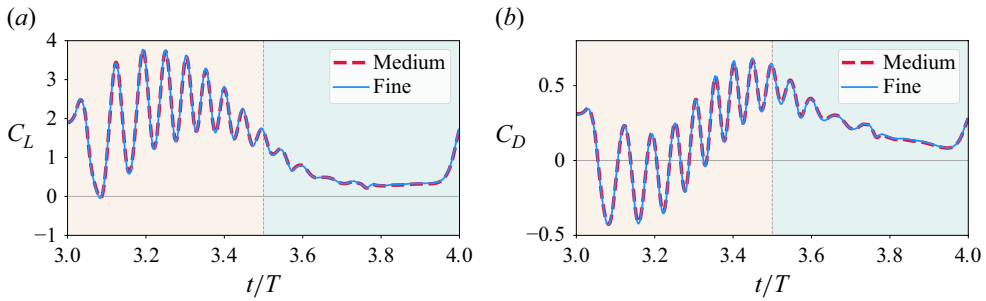 (a)
4
3
2
1
0
−1
C_L
Medium
Fine
3.0 3.2 3.4 3.6 3.8 4.0
t/T
(b)
0.5
0
−0.5
C_D
Medium
Fine
3.0 3.2 3.4 3.6 3.8 4.0
t/T